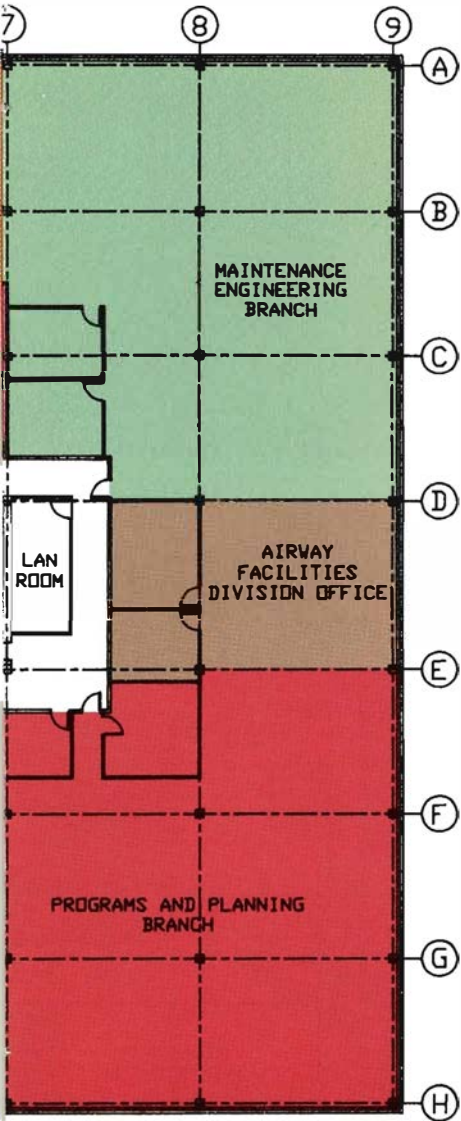 7 8 9
A
B
MAINTENANCE
ENGINEERING
BRANCH
C
D
LAN
ROOM
AIRWAY
FACILITIES
DIVISION OFFICE
E
F
PROGRAMS AND PLANNING
BRANCH
G
H